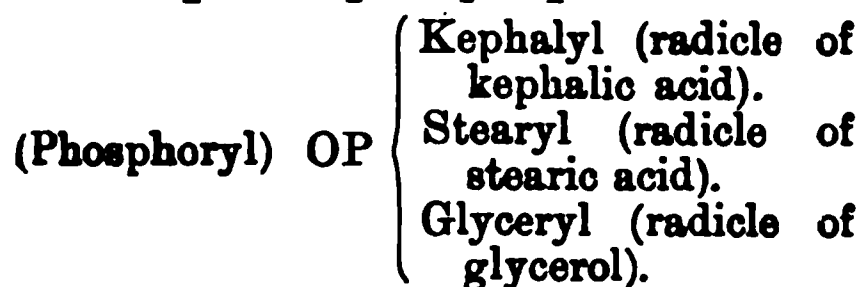 Kephalyl (radicle of
kephalic acid).
(Phosphoryl) OP
Stearyl (radicle of
stearic acid).
Glyceryl (radicle of
glycerol).